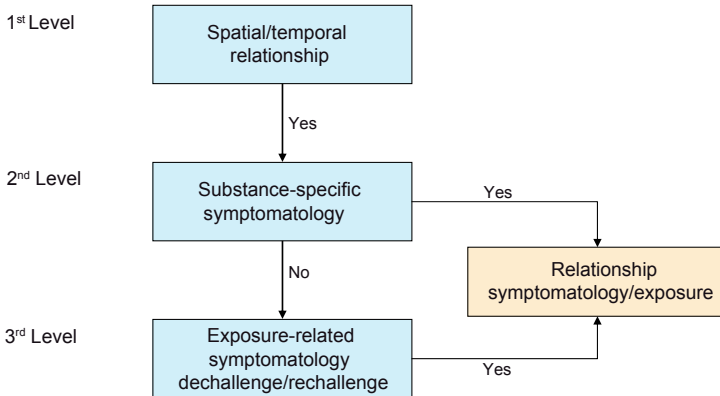 1st Level
Spatial/temporal
relationship
Yes
2nd Level
Substance-specific
symptomatology
Yes
No
Relationship
symptomatology/exposure
3rd Level
Exposure-related
symptomatology
dechallenge/rechallenge
Yes